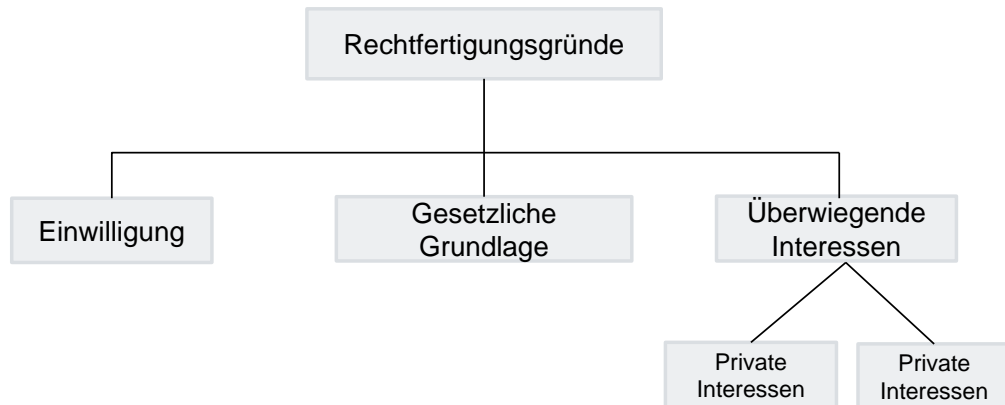 Rechtfertigungsgründe
Einwilligung
Gesetzliche
Grundlage
Überwiegende
Interessen
Private
Interessen
Private
Interessen